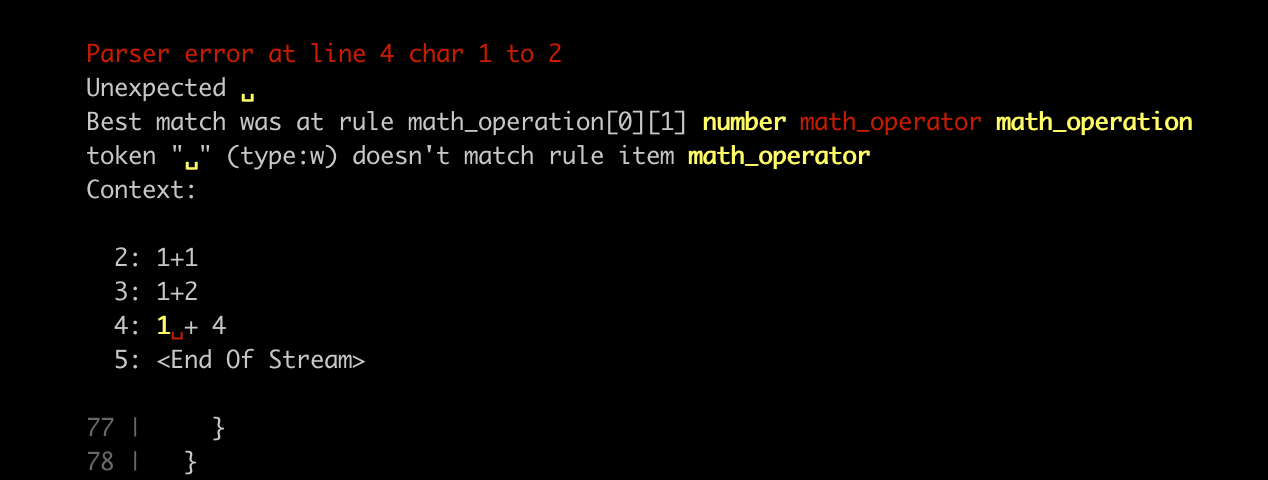 Parser error at line 4 char 1 to 2
Unexpected ␣
Best match was at rule math_operation[0][1] number math_operator math_operation
token "␣" (type:w) doesn't match rule item math_operator
Context:
2: 1+1
3: 1+2
4: 1␣+ 4
5: <End Of Stream>
77 | }
78 | }